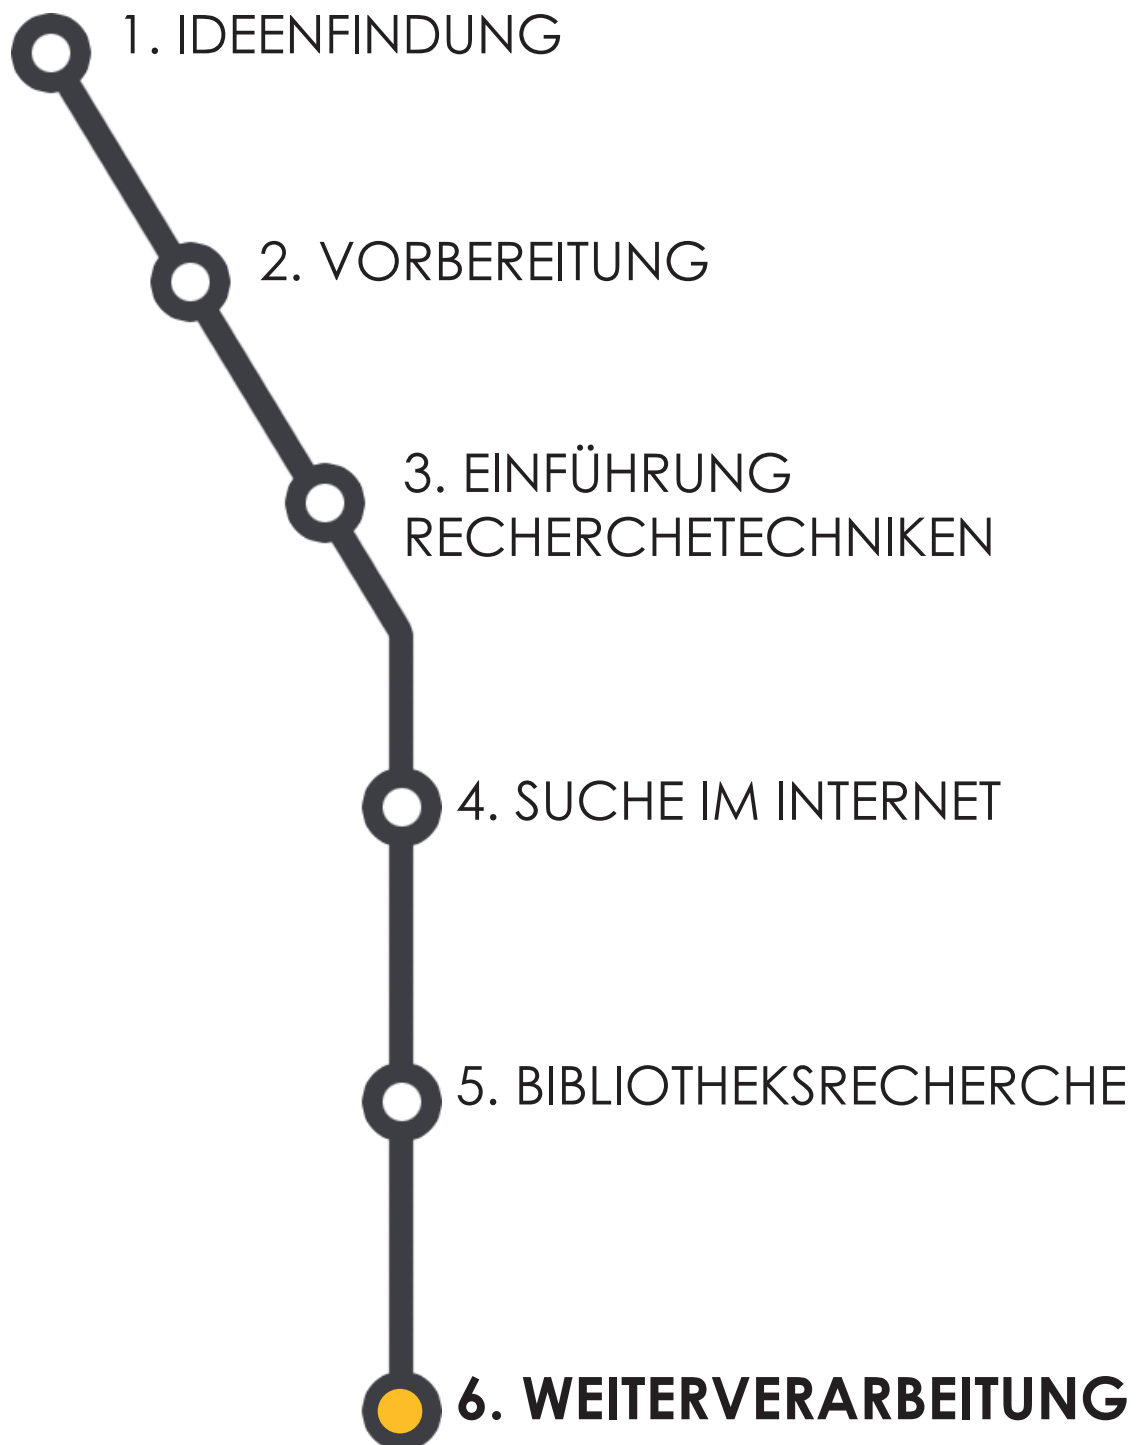 1. IDEENFINDUNG
2. VORBEREITUNG
3. EINFÜHRUNG
RECHERCHETECHNIKEN
4. SUCHE IM INTERNET
5. BIBLIOTHEKSRECHERCHE
6. WEITERVERARBEITUNG